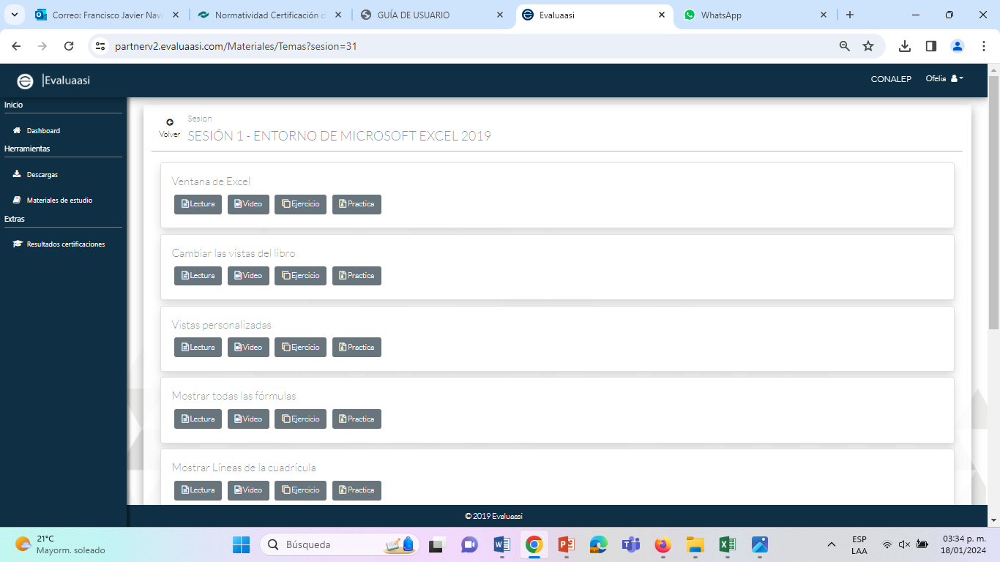 Correo: Francisco Javier Nav
Normatividad Certificación d
GUÍA DE USUARIO
Evaluaasi
WhatsApp
partnerv2.evaluaasi.com/Materiales/Temas?sesion=31
|Evaluaasi
CONALEP
Ofelia
Inicio
Dashboard
Herramientas
Descargas
Materiales de estudio
Extras
Resultados certificaciones
Volver
Sesion
SESIÓN 1 - ENTORNO DE MICROSOFT EXCEL 2019
Ventana de Excel
Lectura Video Ejercicio Practica
Cambiar las vistas del libro
Lectura Video Ejercicio Practica
Vistas personalizadas
Lectura Video Ejercicio Practica
Mostrar todas las fórmulas
Lectura Video Ejercicio Practica
Mostrar Líneas de la cuadrícula
Lectura Video Ejercicio Practica
© 2019 Evaluaasi
21°C
Mayorm. soleado
Búsqueda
ESP
LAA
03:34 p. m.
18/01/2024